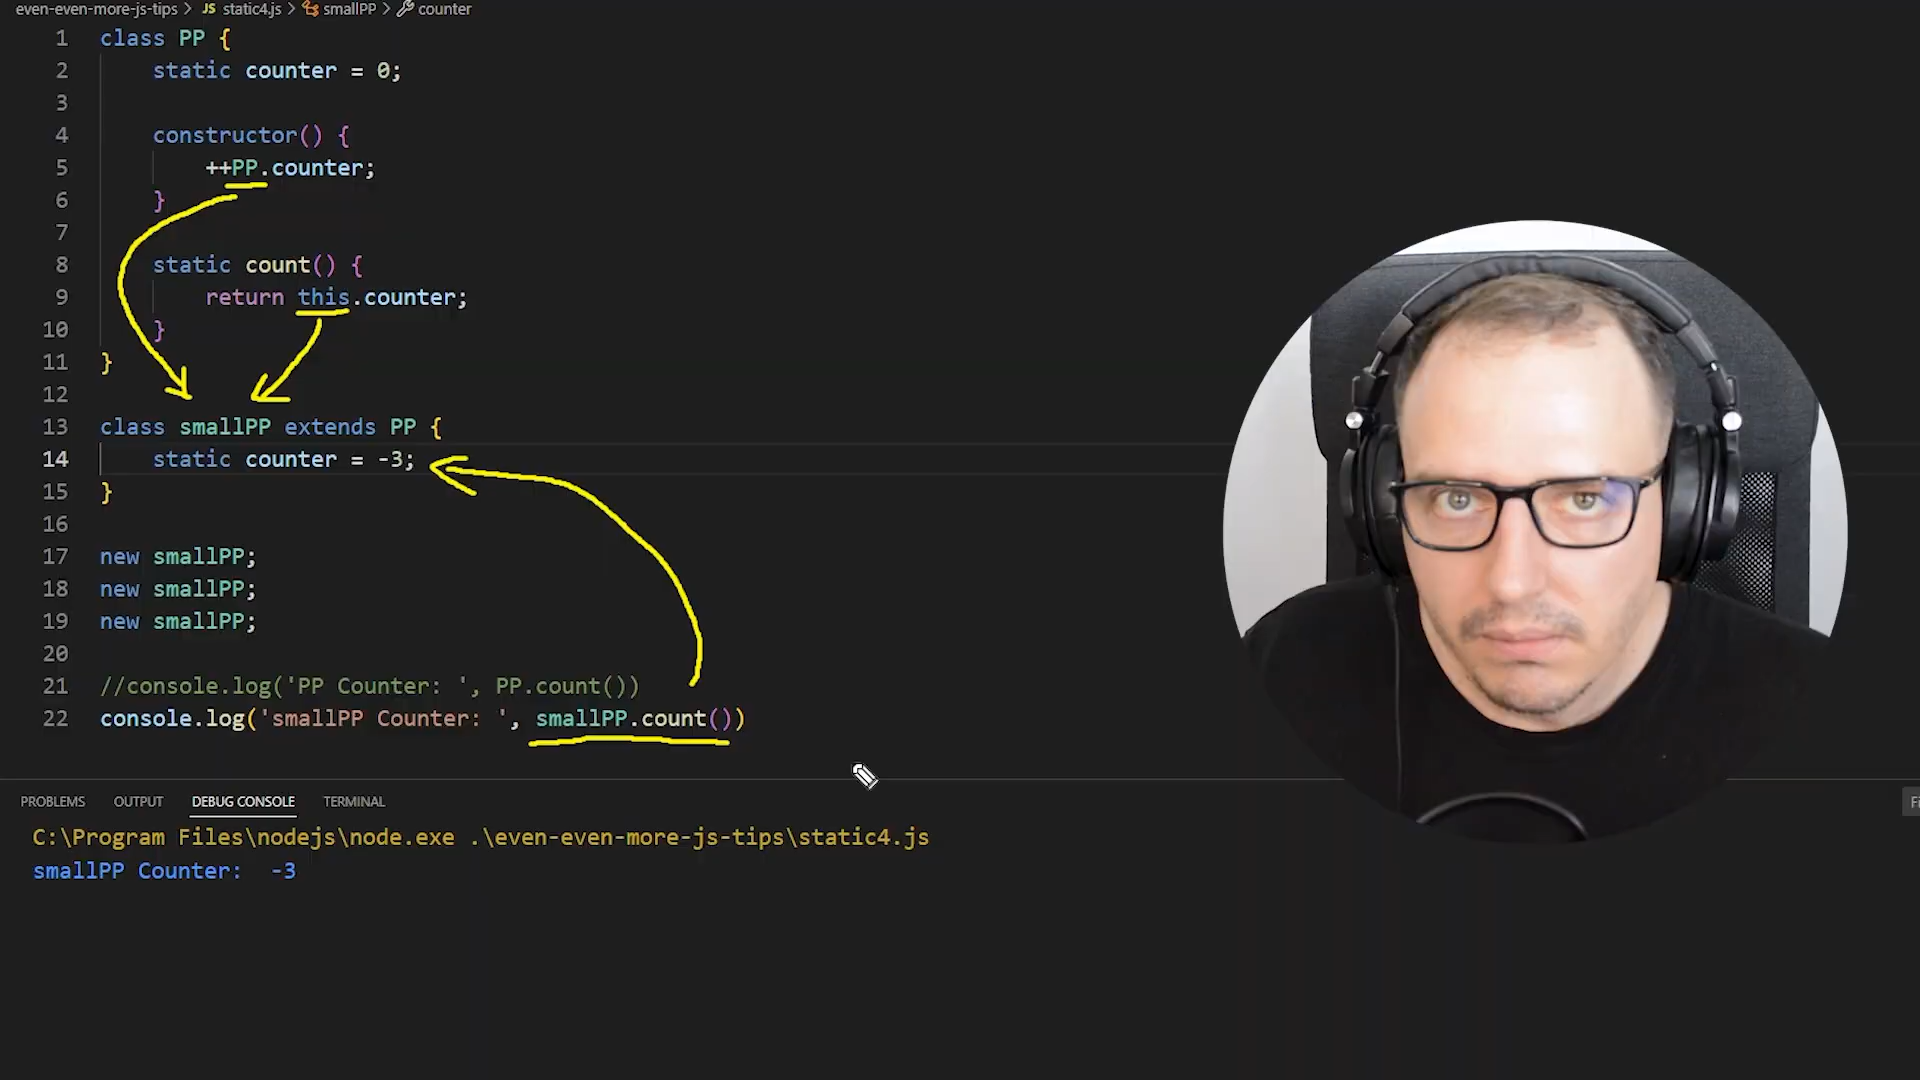 even-even-more-js-tips > JS static4.js > smallPP > counter
1 class PP {
2 static counter = 0;
3
4 constructor() {
5 ++PP.counter;
6 }
7
8 static count() {
9 return this.counter;
10 }
11 }
12
13 class smallPP extends PP {
14 static counter = -3;
15 }
16
17 new smallPP;
18 new smallPP;
19 new smallPP;
20
21 //console.log('PP Counter: ', PP.count())
22 console.log('smallPP Counter: ', smallPP.count())
PROBLEMS OUTPUT DEBUG CONSOLE TERMINAL
Fi
C:\Program Files\nodejs\node.exe .\even-even-more-js-tips\static4.js
smallPP Counter:  -3